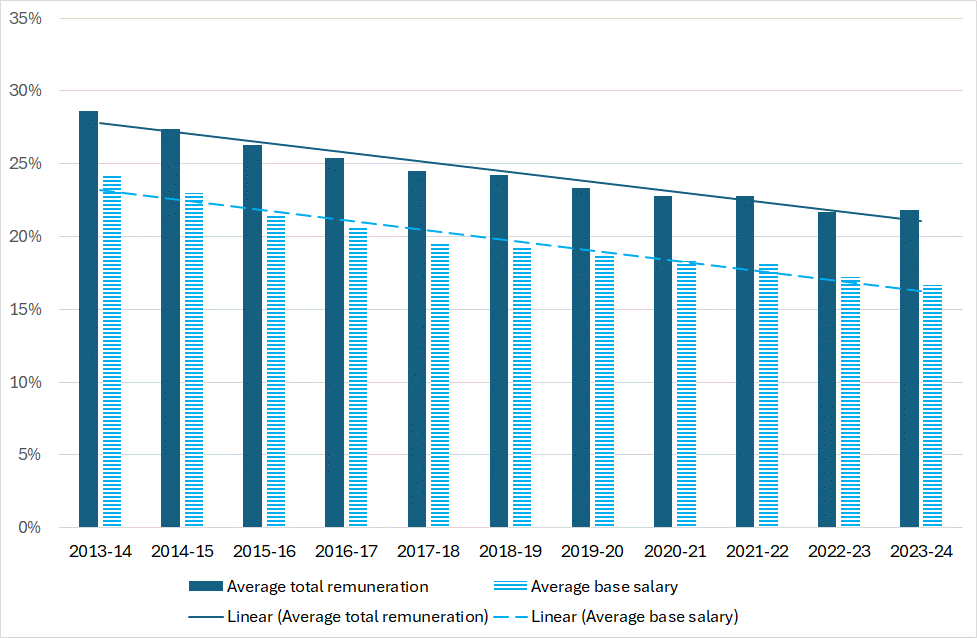 35%
30%
25%
20%
15%
10%
5%
0%
2013-14 2014-15 2015-16 2016-17 2017-18 2018-19 2019-20 2020-21 2021-22 2022-23 2023-24
Average total remuneration Average base salary
Linear (Average total remuneration) Linear (Average base salary)